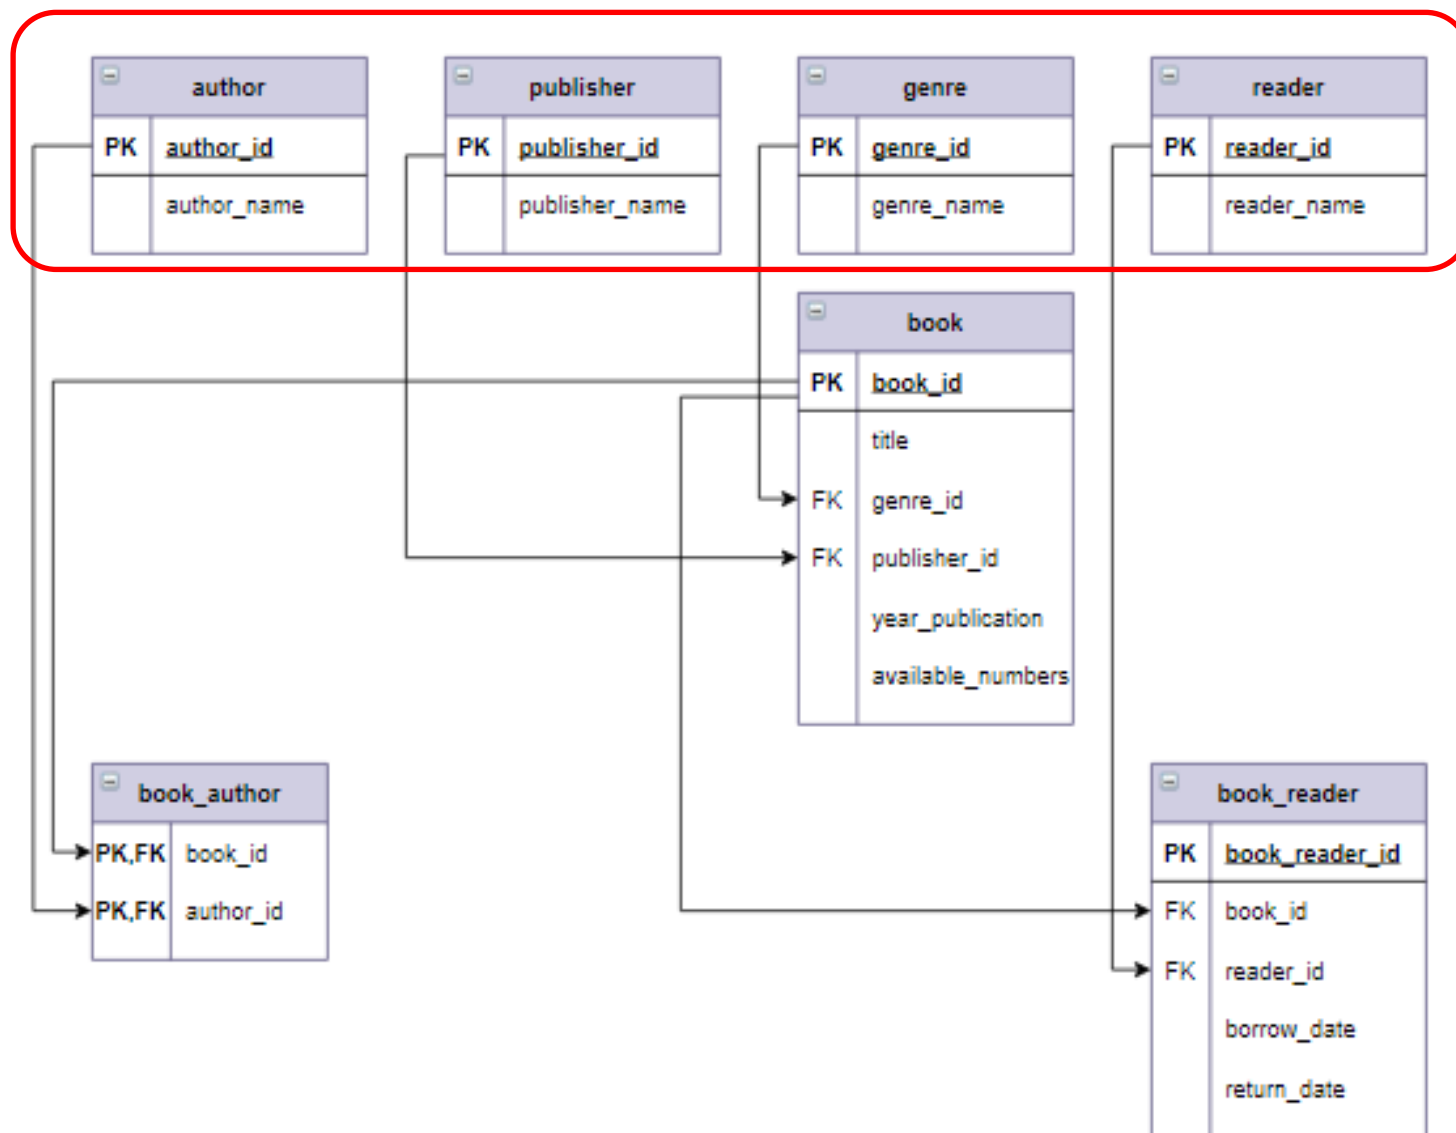 author
PK author_id
author_name
publisher
PK publisher_id
publisher_name
genre
PK genre_id
genre_name
reader
PK reader_id
reader_name
book
PK book_id
title
FK genre_id
FK publisher_id
year_publication
available_numbers
book_author
PK,FK book_id
PK,FK author_id
book_reader
PK book_reader_id
FK book_id
FK reader_id
borrow_date
return_date